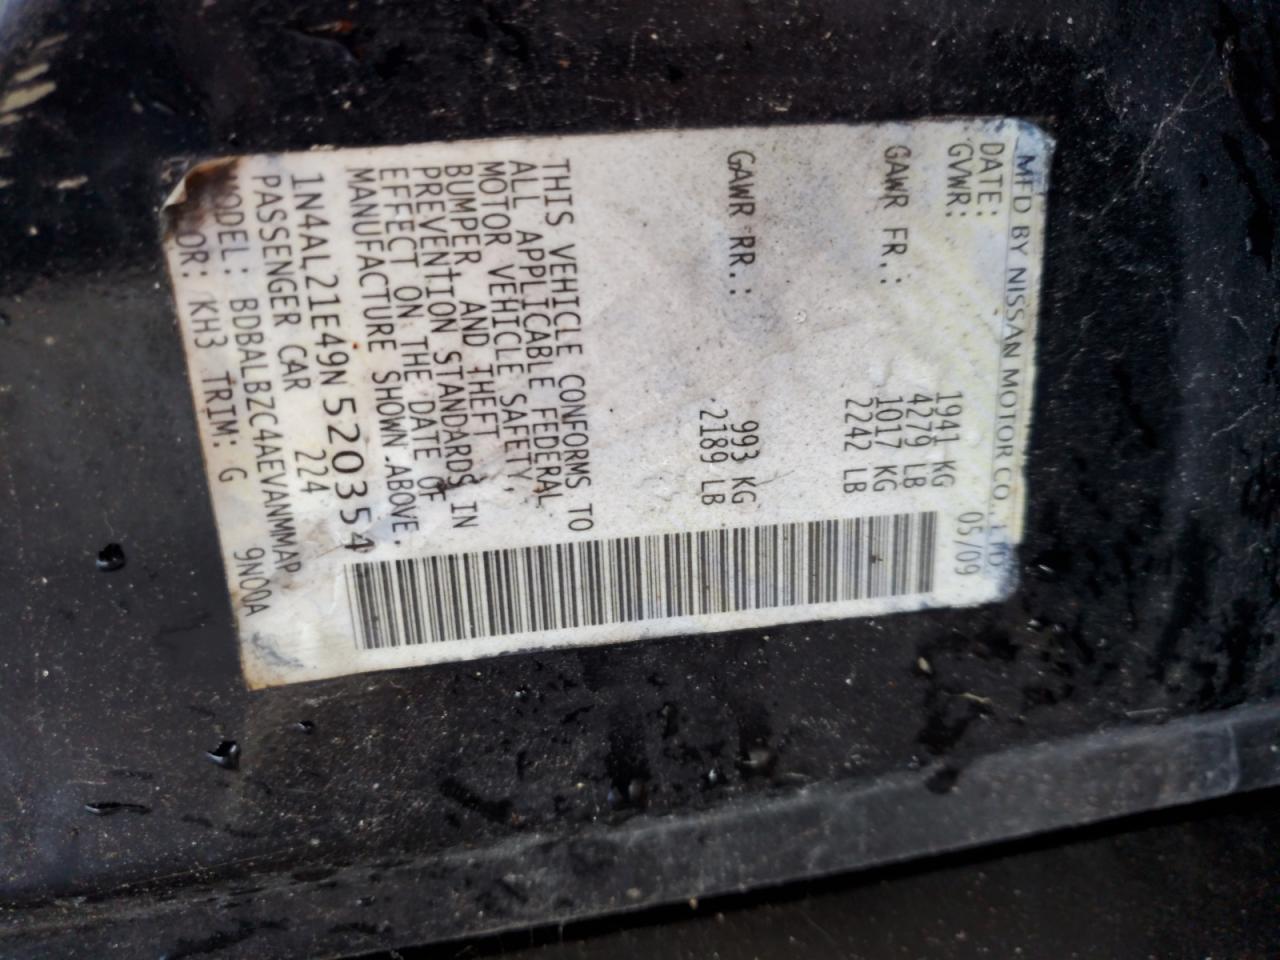 MFD BY NISSAN MOTOR CO., LTD.
DATE: 05/09
GVWR: 1941 KG
4279 LB
GAWR FR.: 1017 KG
2242 LB
GAWR RR.: 993 KG
2189 LB
THIS VEHICLE CONFORMS TO
ALL APPLICABLE FEDERAL
MOTOR VEHICLE SAFETY,
BUMPER, AND THEFT
PREVENTION STANDARDS IN
EFFECT ON THE DATE OF
MANUFACTURE SHOWN ABOVE.
1N4AL21E49N520354
PASSENGER CAR 224
MODEL: BDBALBZC4AEVANMMAP
OR: KH3 TRIM: G 9N00A